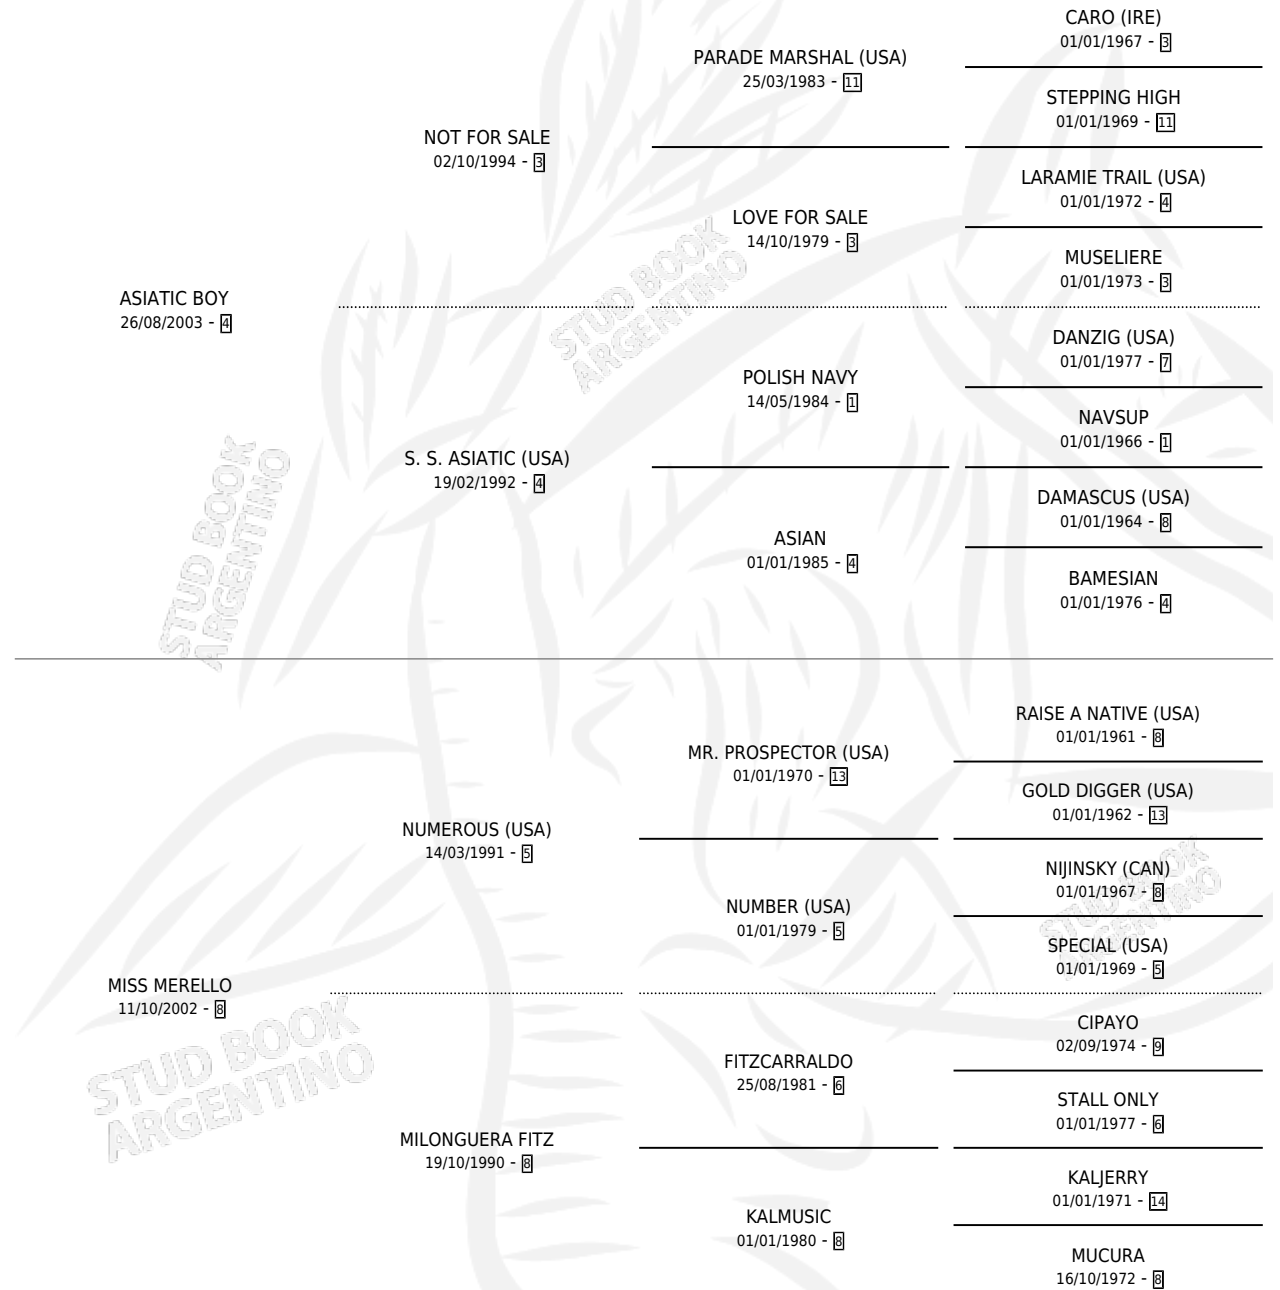 CARO (IRE)
01/01/1967 - 3
PARADE MARSHAL (USA)
25/03/1983 - 11
STEPPING HIGH
01/01/1969 - 11
NOT FOR SALE
02/10/1994 - 3
LARAMIE TRAIL (USA)
01/01/1972 - 4
LOVE FOR SALE
14/10/1979 - 3
MUSELIERE
01/01/1973 - 3
ASIATIC BOY
26/08/2003 - 4
STUD BOOK
ARGENTINO
DANZIG (USA)
01/01/1977 - 7
POLISH NAVY
14/05/1984 - 1
NAVSUP
01/01/1966 - 1
S. S. ASIATIC (USA)
19/02/1992 - 4
DAMASCUS (USA)
01/01/1964 - 8
ASIAN
01/01/1985 - 4
BAMESIAN
01/01/1976 - 4
STUD BOOK
ARGENTINO
RAISE A NATIVE (USA)
01/01/1961 - 8
MR. PROSPECTOR (USA)
01/01/1970 - 13
GOLD DIGGER (USA)
01/01/1962 - 13
NUMEROUS (USA)
14/03/1991 - 5
NIJINSKY (CAN)
01/01/1967 - 8
NUMBER (USA)
01/01/1979 - 5
SPECIAL (USA)
01/01/1969 - 5
STUD BOOK
ARGENTINO
MISS MERELLO
11/10/2002 - 8
CIPAYO
02/09/1974 - 9
FITZCARRALDO
25/08/1981 - 6
STALL ONLY
01/01/1977 - 6
STUD BOOK
ARGENTINO
MILONGUERA FITZ
19/10/1990 - 8
KALJERRY
01/01/1971 - 14
KALMUSIC
01/01/1980 - 8
MUCURA
16/10/1972 - 8